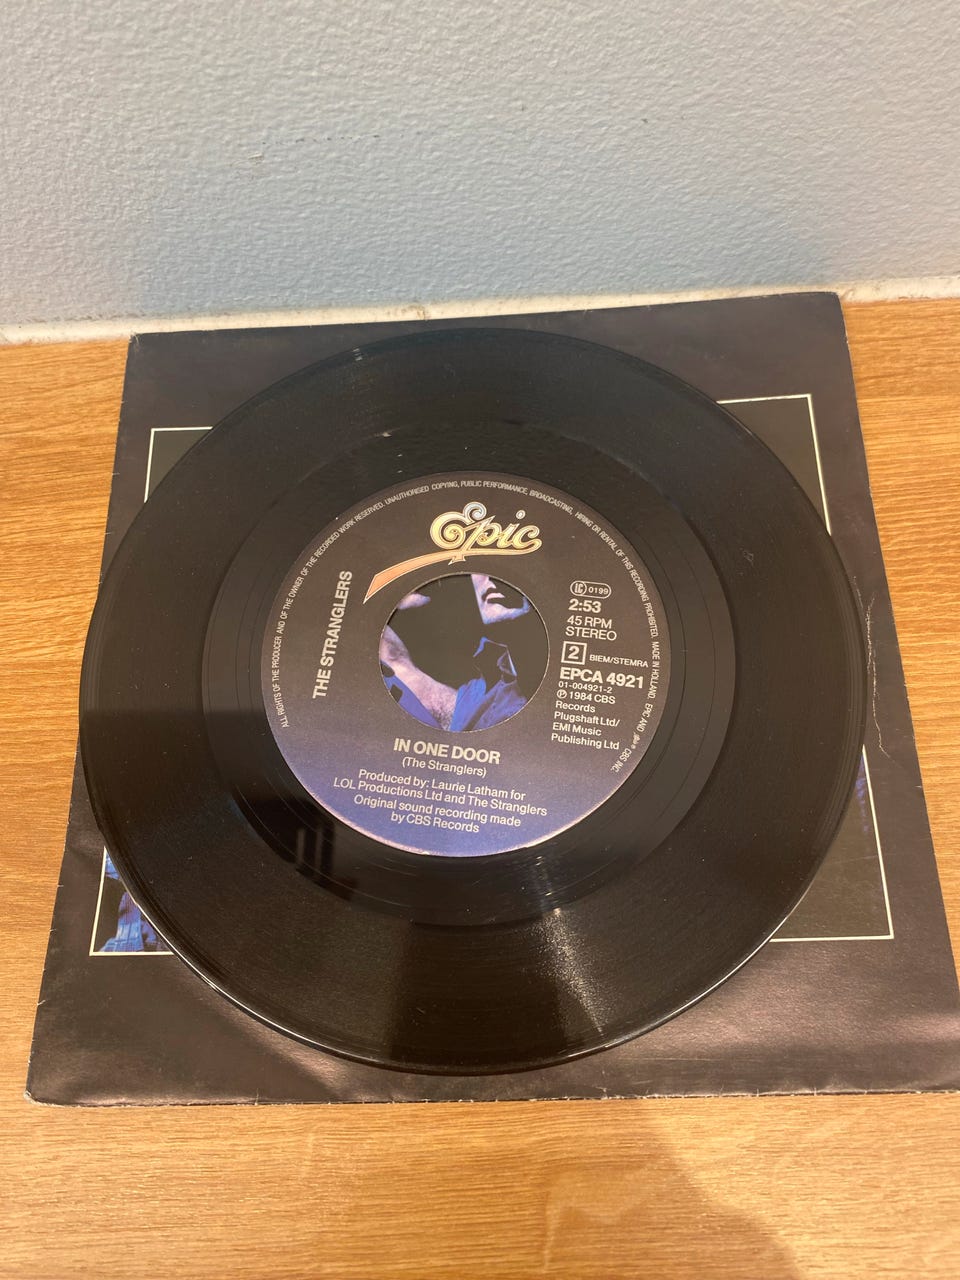 ALL RIGHTS OF THE PRODUCER AND OF THE OWNER OF THE RECORDED WORK RESERVED. UNAUTHORISED COPYING, PUBLIC PERFORMANCE, BROADCASTING, HIRING OR RENTAL OF THIS RECORDING PROHIBITED. MADE IN HOLLAND. EPIC AND
CBS INC.
Epic
THE STRANGLERS
LC 0199
2:53
45 RPM
STEREO
2 BIEM/STEMRA
EPCA 4921
01-004921-2
℗ 1984 CBS
Records
Plugshaft Ltd/
EMI Music
Publishing Ltd
IN ONE DOOR
(The Stranglers)
Produced by: Laurie Latham for
LOL Productions Ltd and The Stranglers
Original sound recording made
by CBS Records